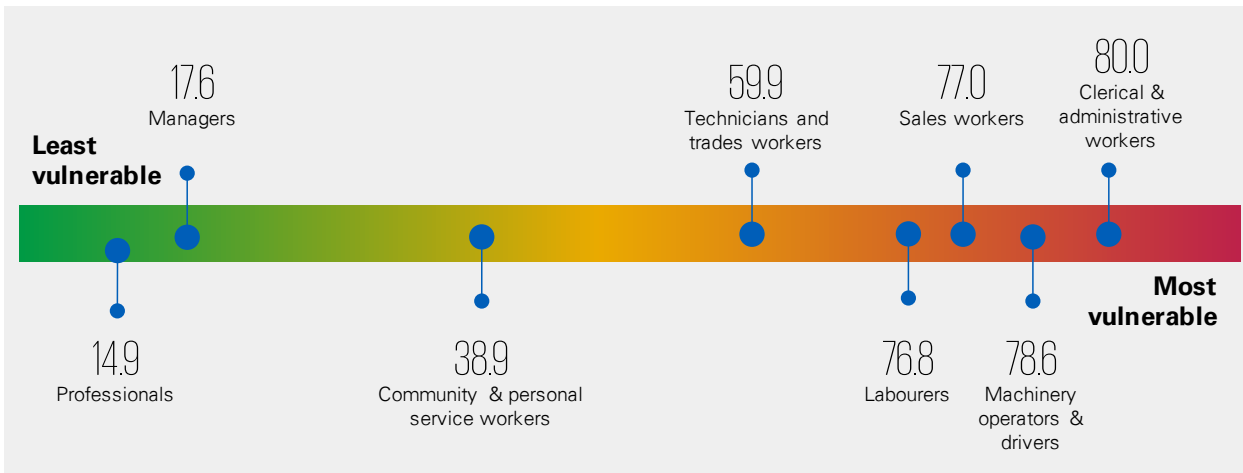 17.6
Managers
59.9
Technicians and
trades workers
77.0
Sales workers
80.0
Clerical &
administrative
workers
Least
vulnerable
Most
vulnerable
14.9
Professionals
38.9
Community & personal
service workers
76.8
Labourers
78.6
Machinery
operators &
drivers